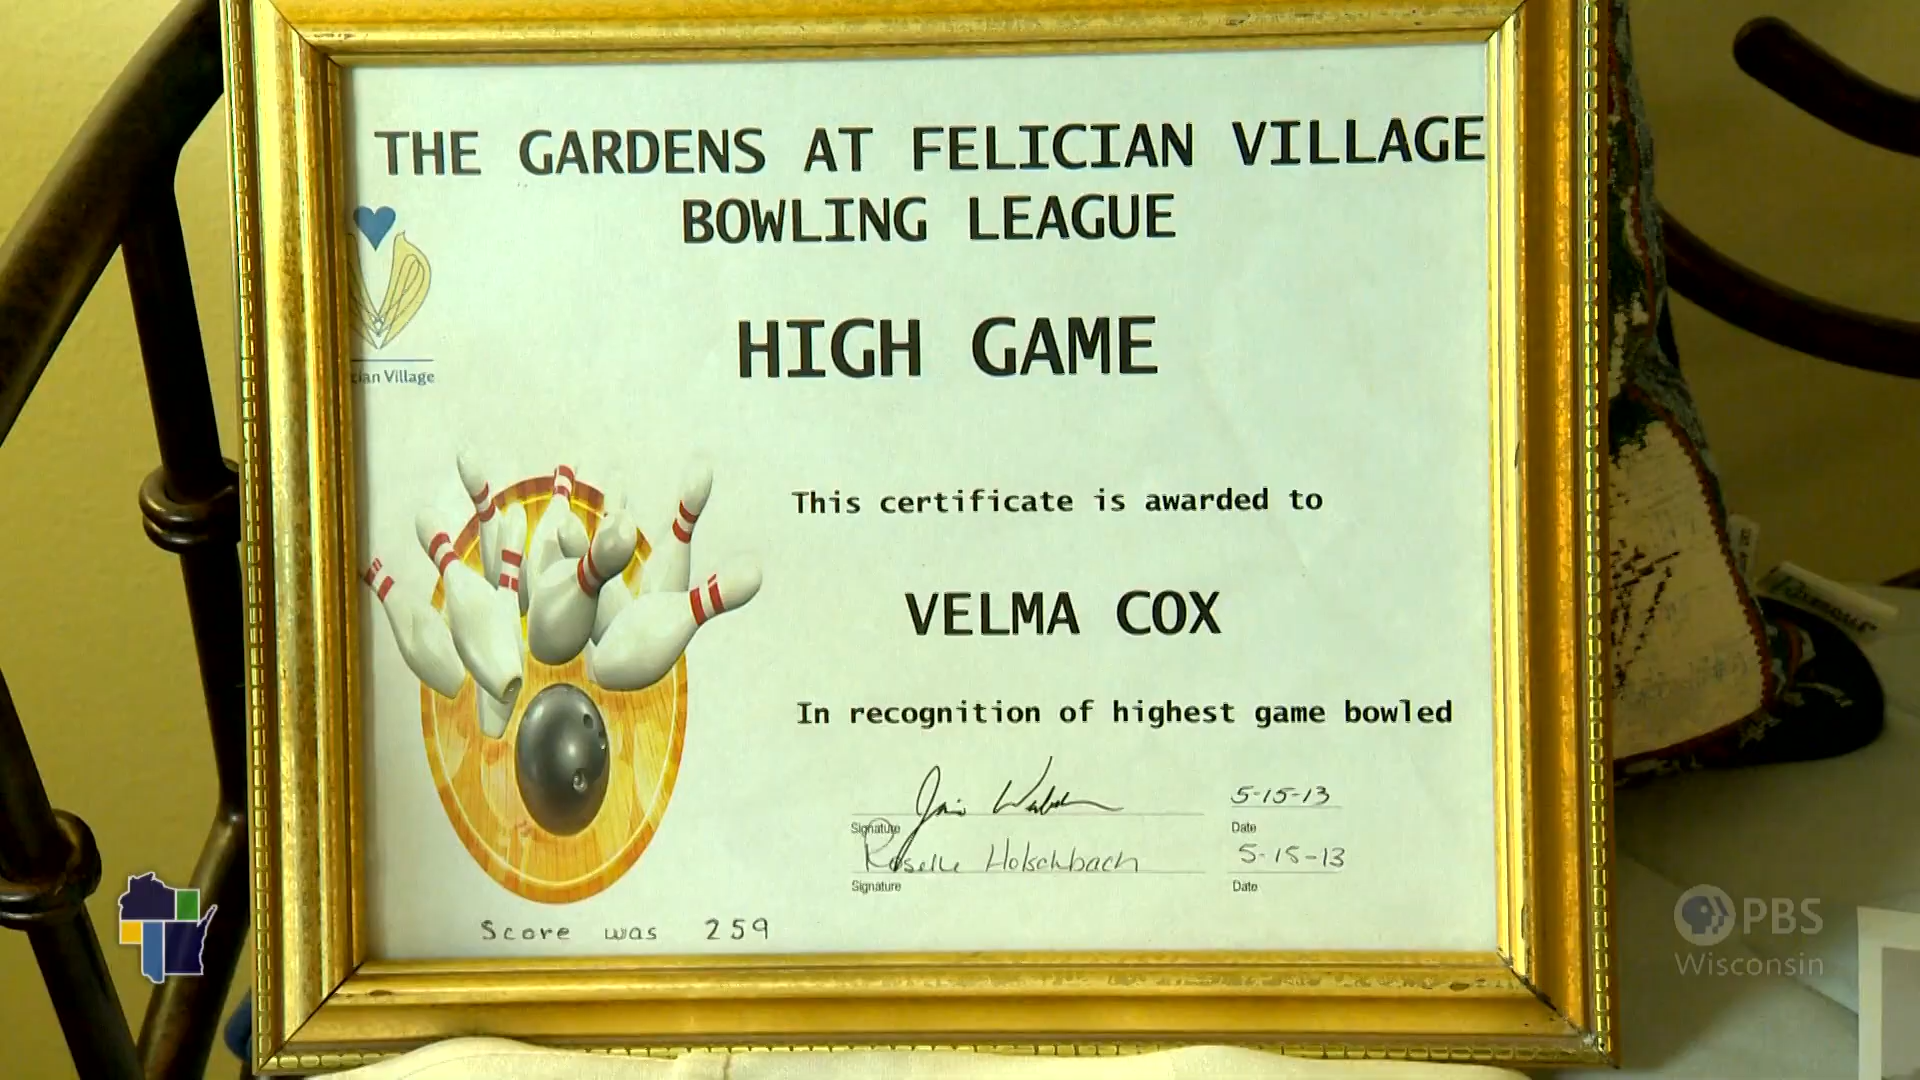 THE GARDENS AT FELICIAN VILLAGE
BOWLING LEAGUE
cian Village
HIGH GAME
This certificate is awarded to
VELMA COX
In recognition of highest game bowled
5-15-13
Signature
Date
Roselle Holschbach
5-15-13
Signature
Date
Score was 259
PBS
Wisconsin